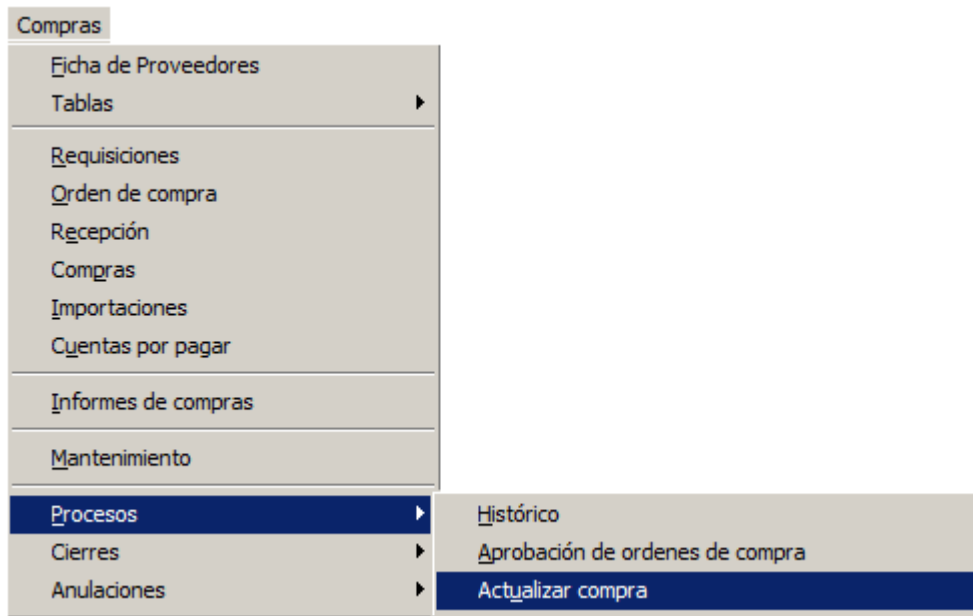 Compras
Ficha de Proveedores
Tablas
Requisiciones
Orden de compra
Recepción
Compras
Importaciones
Cuentas por pagar
Informes de compras
Mantenimiento
Procesos
Histórico
Cierres
Aprobación de ordenes de compra
Anulaciones
Actualizar compra